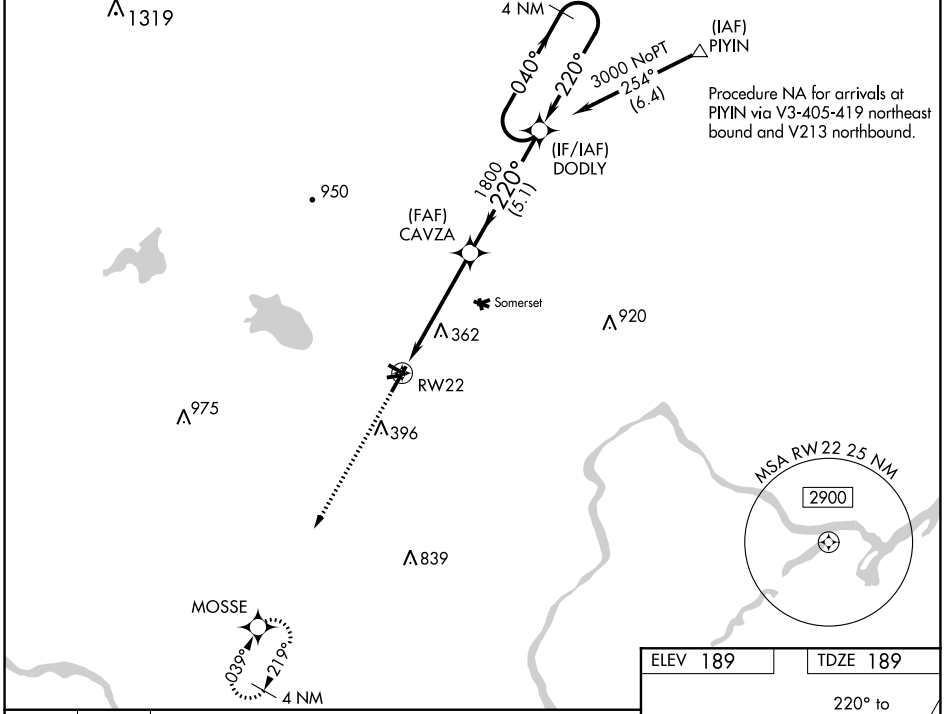 1319
4 NM
040°
220°
3000 NoPT
254°
(6.4)
(IAF)
PIYIN
Procedure NA for arrivals at
PIYIN via V3-405-419 northeast
bound and V213 northbound.
(IF/IAF)
DODLY
1800
220°
(5.1)
950
(FAF)
CAVZA
Somerset
920
362
RW22
975
396
MSA RW22 25 NM
2900
839
MOSSE
039°
219°
4 NM
ELEV 189
TDZE 189
220° to